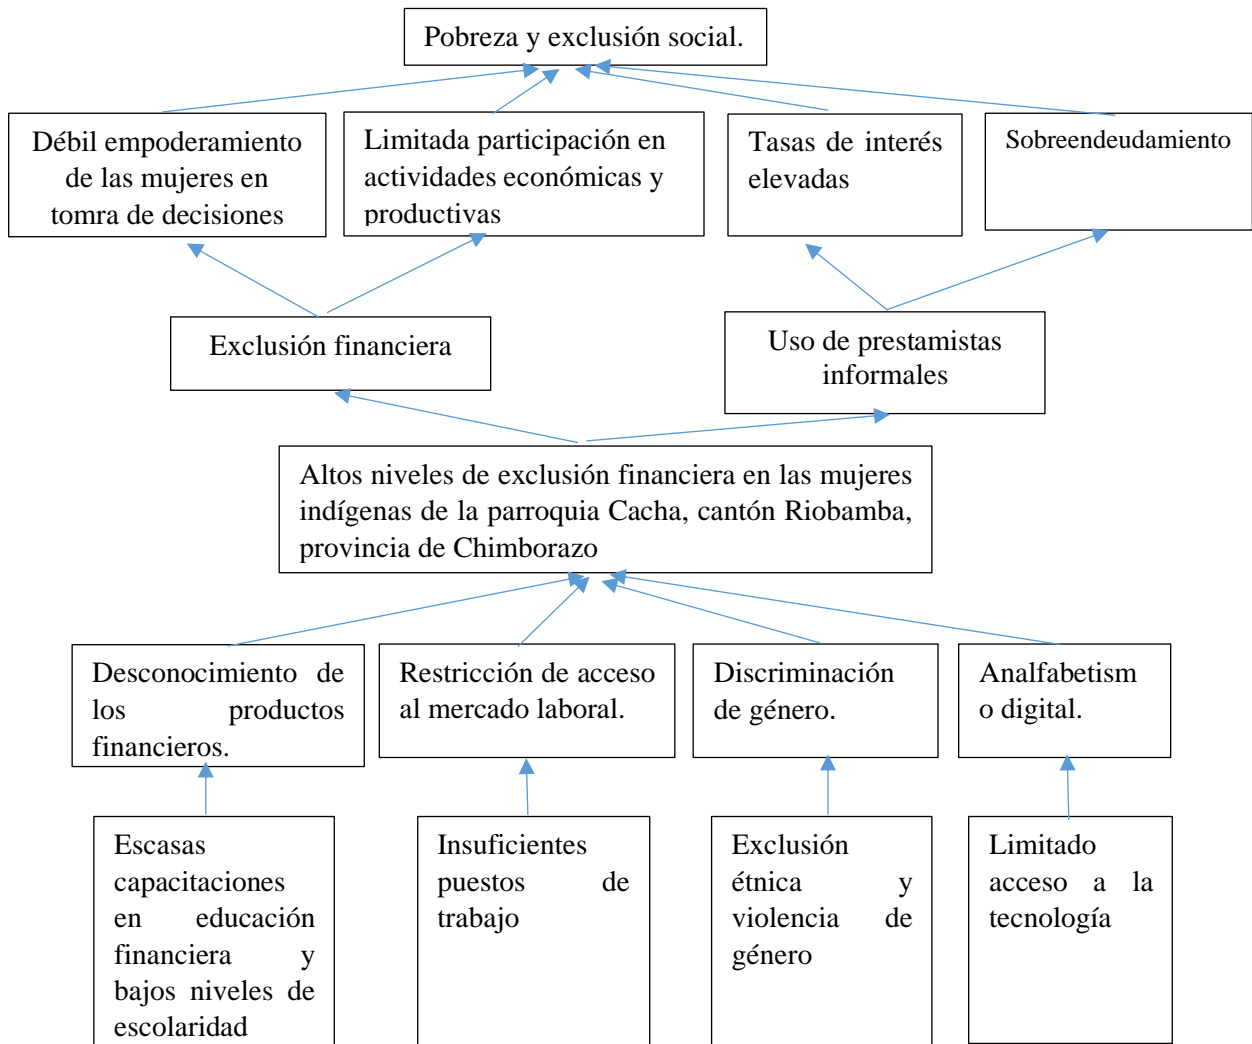 Pobreza y exclusión social.
Débil empoderamiento
de las mujeres en
tomra de decisiones
Limitada participación en
actividades económicas y
productivas
Tasas de interés
elevadas
Sobreendeudamiento
Exclusión financiera
Uso de prestamistas
informales
Altos niveles de exclusión financiera en las mujeres
indígenas de la parroquia Cacha, cantón Riobamba,
provincia de Chimborazo
Desconocimiento de
los productos
financieros.
Restricción de acceso
al mercado laboral.
Discriminación
de género.
Analfabetism
o digital.
Escasas
capacitaciones
en educación
financiera y
bajos niveles de
escolaridad
Insuficientes
puestos de
trabajo
Exclusión
étnica y
violencia de
género
Limitado
acceso a la
tecnología